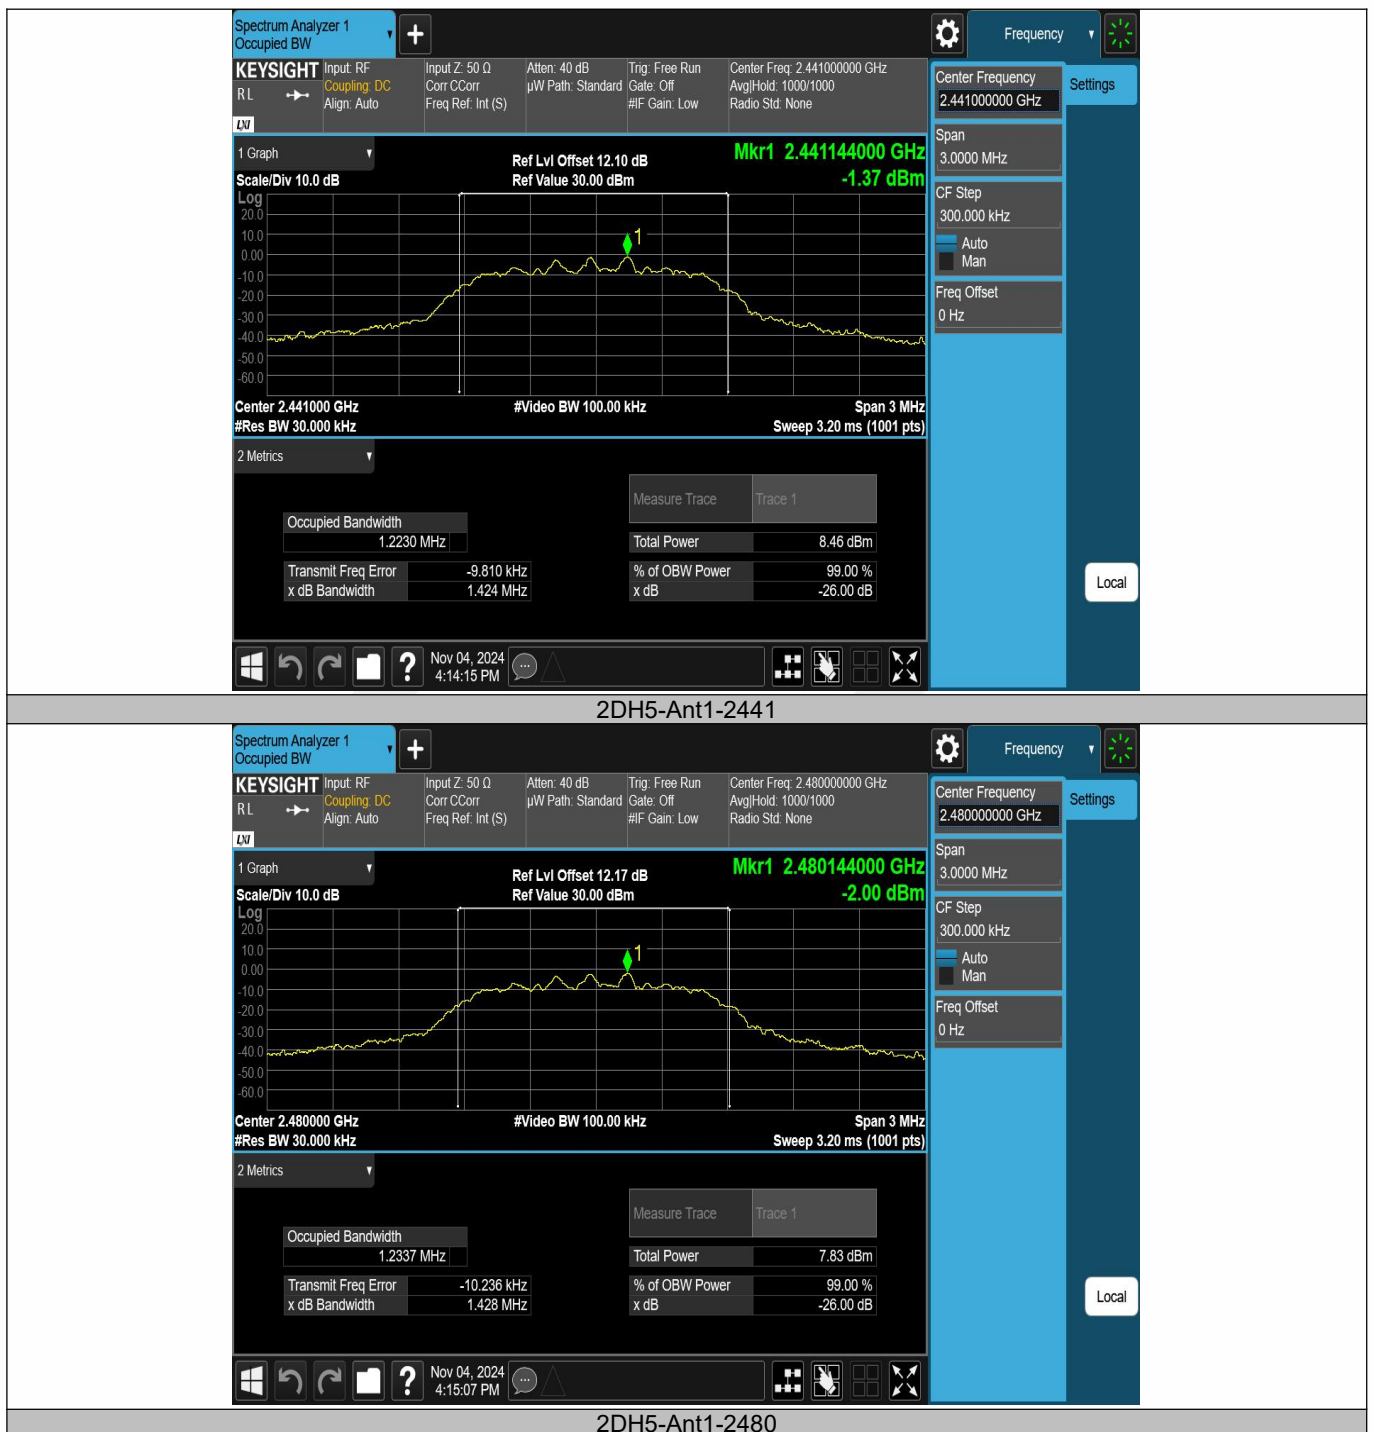 Spectrum Analyzer 1
Occupied BW
Frequency
KEYSIGHT
R L
LXI
Input: RF
Coupling: DC
Align: Auto
Input Z: 50 Ω
Corr CCorr
Freq Ref: Int (S)
Atten: 40 dB
µW Path: Standard
Trig: Free Run
Gate: Off
#IF Gain: Low
Center Freq: 2.441000000 GHz
Avg|Hold: 1000/1000
Radio Std: None
Center Frequency
2.441000000 GHz
Settings
Span
3.0000 MHz
CF Step
300.000 kHz
Auto
Man
Freq Offset
0 Hz
Local
1 Graph
Scale/Div 10.0 dB
Ref Lvl Offset 12.10 dB
Ref Value 30.00 dBm
Mkr1 2.441144000 GHz
-1.37 dBm
Log
20.0
10.0
0.00
-10.0
-20.0
-30.0
-40.0
-50.0
-60.0
1
Center 2.441000 GHz
#Video BW 100.00 kHz
Span 3 MHz
#Res BW 30.000 kHz
Sweep 3.20 ms (1001 pts)
2 Metrics
Measure Trace Trace 1
Occupied Bandwidth
1.2230 MHz
Total Power 8.46 dBm
Transmit Freq Error -9.810 kHz
% of OBW Power 99.00 %
x dB Bandwidth 1.424 MHz
x dB -26.00 dB
?
Nov 04, 2024
4:14:15 PM
2DH5-Ant1-2441
Spectrum Analyzer 1
Occupied BW
Frequency
KEYSIGHT
R L
LXI
Input: RF
Coupling: DC
Align: Auto
Input Z: 50 Ω
Corr CCorr
Freq Ref: Int (S)
Atten: 40 dB
µW Path: Standard
Trig: Free Run
Gate: Off
#IF Gain: Low
Center Freq: 2.480000000 GHz
Avg|Hold: 1000/1000
Radio Std: None
Center Frequency
2.480000000 GHz
Settings
Span
3.0000 MHz
CF Step
300.000 kHz
Auto
Man
Freq Offset
0 Hz
Local
1 Graph
Scale/Div 10.0 dB
Ref Lvl Offset 12.17 dB
Ref Value 30.00 dBm
Mkr1 2.480144000 GHz
-2.00 dBm
Log
20.0
10.0
0.00
-10.0
-20.0
-30.0
-40.0
-50.0
-60.0
1
Center 2.480000 GHz
#Video BW 100.00 kHz
Span 3 MHz
#Res BW 30.000 kHz
Sweep 3.20 ms (1001 pts)
2 Metrics
Measure Trace Trace 1
Occupied Bandwidth
1.2337 MHz
Total Power 7.83 dBm
Transmit Freq Error -10.236 kHz
% of OBW Power 99.00 %
x dB Bandwidth 1.428 MHz
x dB -26.00 dB
?
Nov 04, 2024
4:15:07 PM
2DH5-Ant1-2480